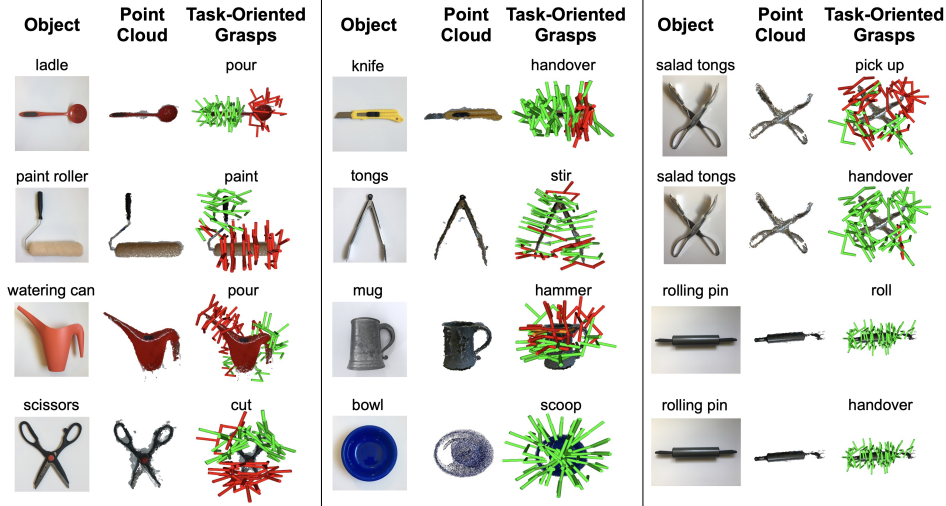 Object
Point
Cloud
Task-Oriented
Grasps
ladle
pour
paint roller
paint
watering can
pour
scissors
cut
Object
Point
Cloud
Task-Oriented
Grasps
knife
handover
tongs
stir
mug
hammer
bowl
scoop
Object
Point
Cloud
Task-Oriented
Grasps
salad tongs
pick up
salad tongs
handover
rolling pin
roll
rolling pin
handover